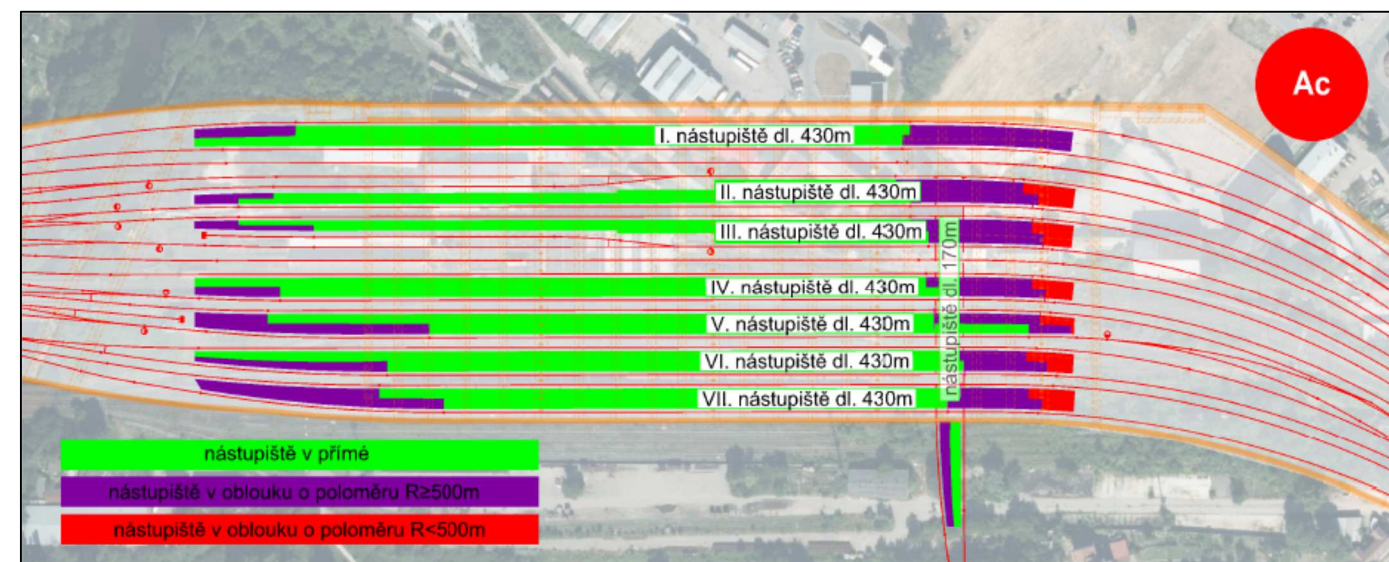 Ac
I. nástupiště dl. 430m
II. nástupiště dl. 430m
III. nástupiště dl. 430m
nástupiště dl. 170m
IV. nástupiště dl. 430m
V. nástupiště dl. 430m
VI. nástupiště dl. 430m
VII. nástupiště dl. 430m
nástupiště v přímé
nástupiště v oblouku o poloměru R≥500m
nástupiště v oblouku o poloměru R<500m